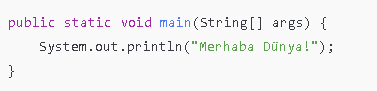 public static void main(String[] args) {
    System.out.println("Merhaba Dünya!");
}